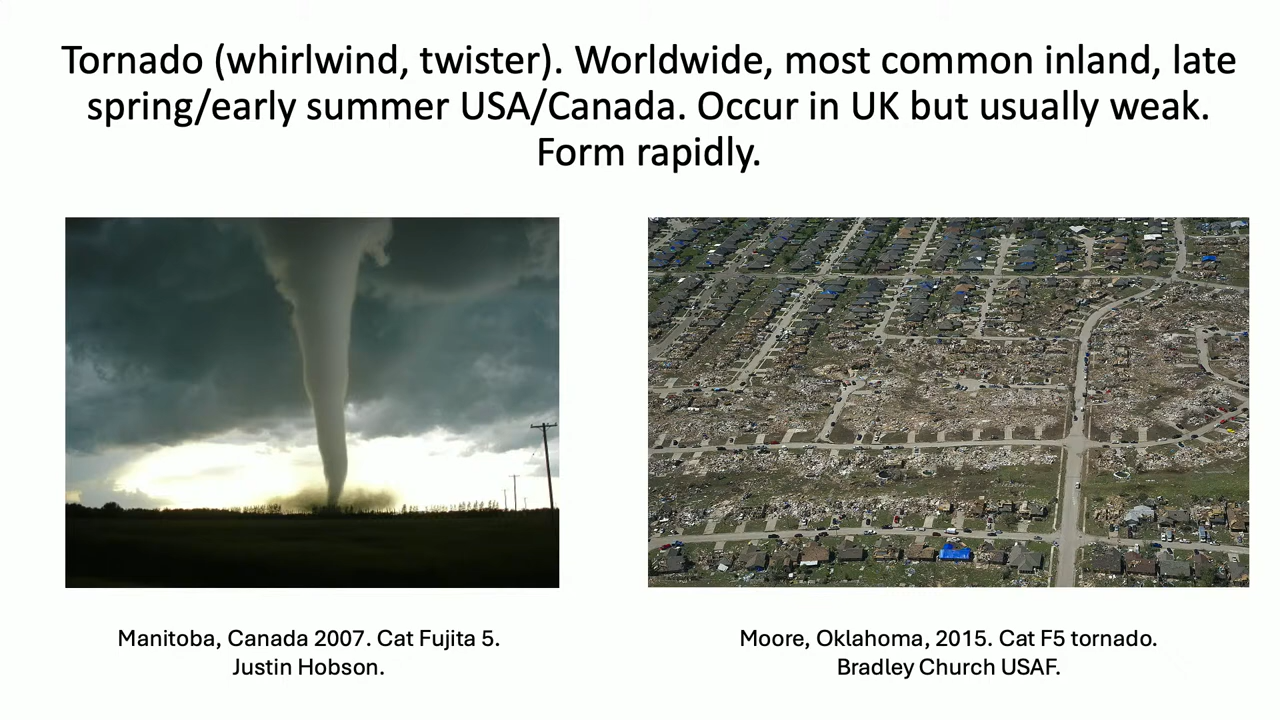 Tornado (whirlwind, twister). Worldwide, most common inland, late
spring/early summer USA/Canada. Occur in UK but usually weak.
Form rapidly.
Manitoba, Canada 2007. Cat Fujita 5.
Justin Hobson.
Moore, Oklahoma, 2015. Cat F5 tornado.
Bradley Church USAF.